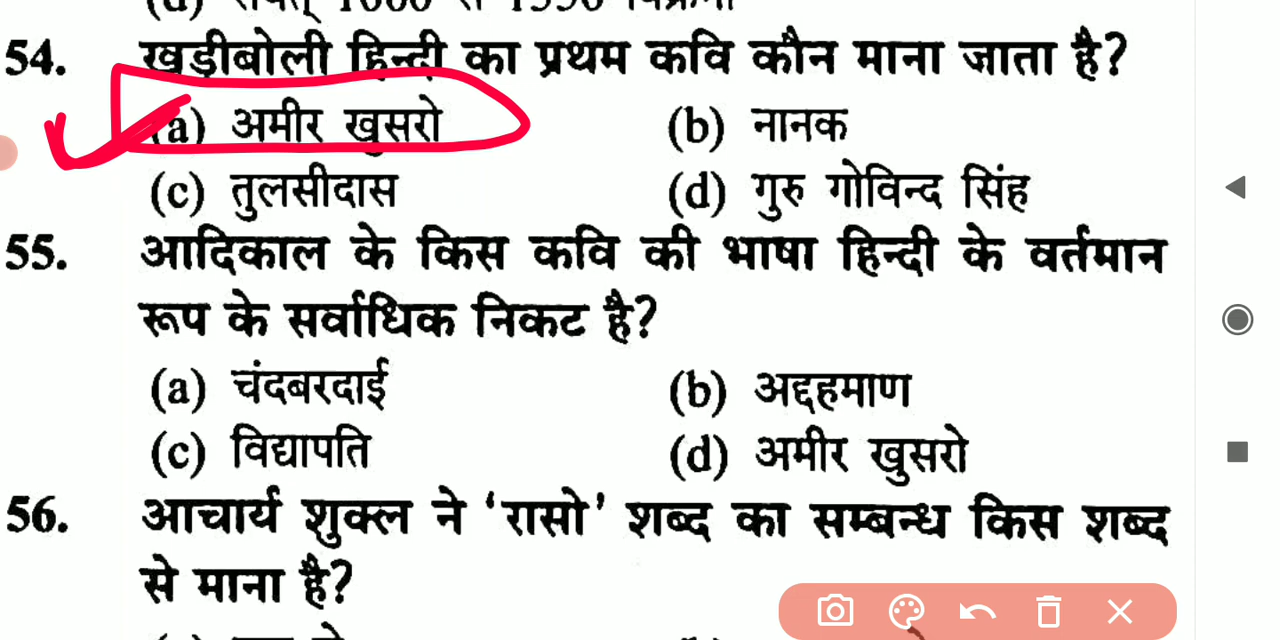 54. खड़ीबोली हिन्दी का प्रथम कवि कौन माना जाता है?
(a) अमीर खुसरो (b) नानक
(c) तुलसीदास (d) गुरु गोविन्द सिंह
55. आदिकाल के किस कवि की भाषा हिन्दी के वर्तमान
रूप के सर्वाधिक निकट है?
(a) चंदबरदाई (b) अद्दहमाण
(c) विद्यापति (d) अमीर खुसरो
56. आचार्य शुक्ल ने ‘रासो’ शब्द का सम्बन्ध किस शब्द
से माना है?